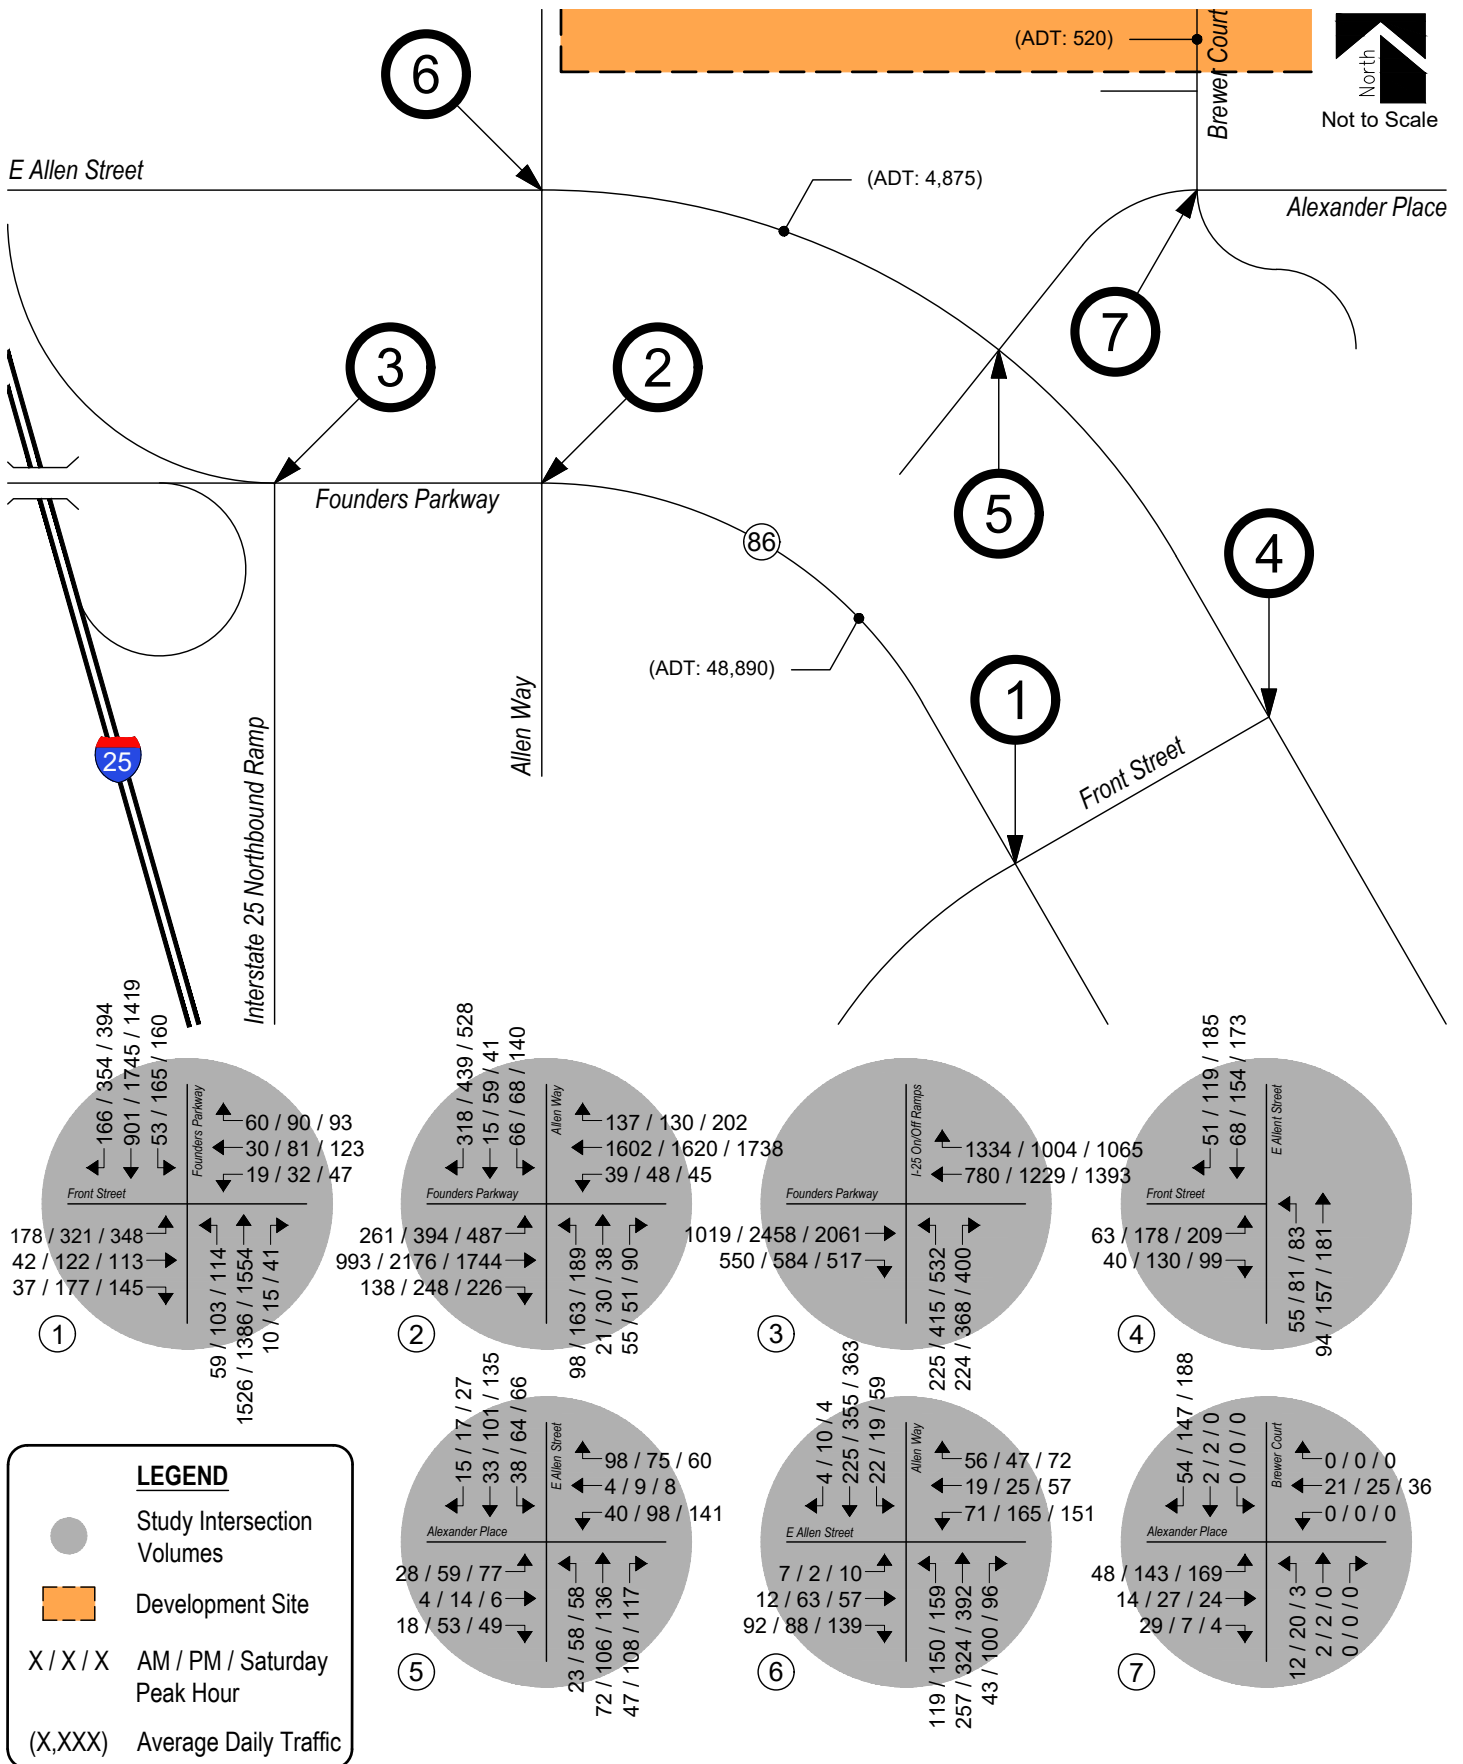 (ADT: 520)
Brewer Court
North
Not to Scale
6
E Allen Street
(ADT: 4,875)
Alexander Place
7
3
2
5
4
Founders Parkway
86
(ADT: 48,890)
1
Allen Way
Front Street
25
Interstate 25 Northbound Ramp
166 / 354 / 394
901 / 1745 / 1419
53 / 165 / 160
Founders Parkway
60 / 90 / 93
30 / 81 / 123
19 / 32 / 47
Front Street
178 / 321 / 348
42 / 122 / 113
37 / 177 / 145
59 / 103 / 114
1526 / 1386 / 1554
10 / 15 / 41
1
318 / 439 / 528
15 / 59 / 41
66 / 68 / 140
Allen Way
137 / 130 / 202
1602 / 1620 / 1738
39 / 48 / 45
Founders Parkway
261 / 394 / 487
993 / 2176 / 1744
138 / 248 / 226
98 / 163 / 189
21 / 30 / 38
55 / 51 / 90
2
I-25 On/Off Ramps
1334 / 1004 / 1065
780 / 1229 / 1393
Founders Parkway
1019 / 2458 / 2061
550 / 584 / 517
225 / 415 / 532
224 / 368 / 400
3
51 / 119 / 185
68 / 154 / 173
E Allent Street
Front Street
63 / 178 / 209
40 / 130 / 99
55 / 81 / 83
94 / 157 / 181
4
15 / 17 / 27
33 / 101 / 135
38 / 64 / 66
E Allen Street
98 / 75 / 60
4 / 9 / 8
40 / 98 / 141
Alexander Place
28 / 59 / 77
4 / 14 / 6
18 / 53 / 49
23 / 58 / 58
72 / 106 / 136
47 / 108 / 117
5
4 / 10 / 4
225 / 355 / 363
22 / 19 / 59
Allen Way
56 / 47 / 72
19 / 25 / 57
71 / 165 / 151
E Allen Street
7 / 2 / 10
12 / 63 / 57
92 / 88 / 139
119 / 150 / 159
257 / 324 / 392
43 / 100 / 96
6
54 / 147 / 188
2 / 2 / 0
0 / 0 / 0
Brewer Court
0 / 0 / 0
21 / 25 / 36
0 / 0 / 0
Alexander Place
48 / 143 / 169
14 / 27 / 24
29 / 7 / 4
12 / 20 / 3
2 / 2 / 0
0 / 0 / 0
7
LEGEND
Study Intersection
Volumes
Development Site
X / X / X AM / PM / Saturday
Peak Hour
(X,XXX) Average Daily Traffic